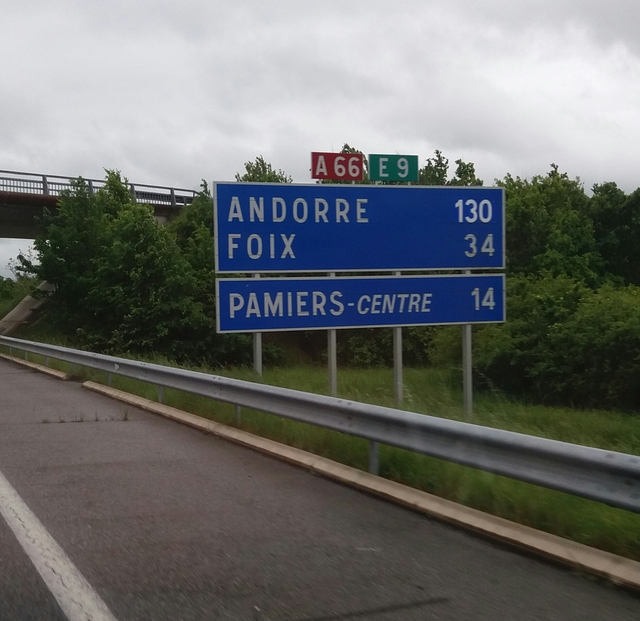 A 66 E 9
ANDORRE 130
FOIX 34
PAMIERS-CENTRE 14